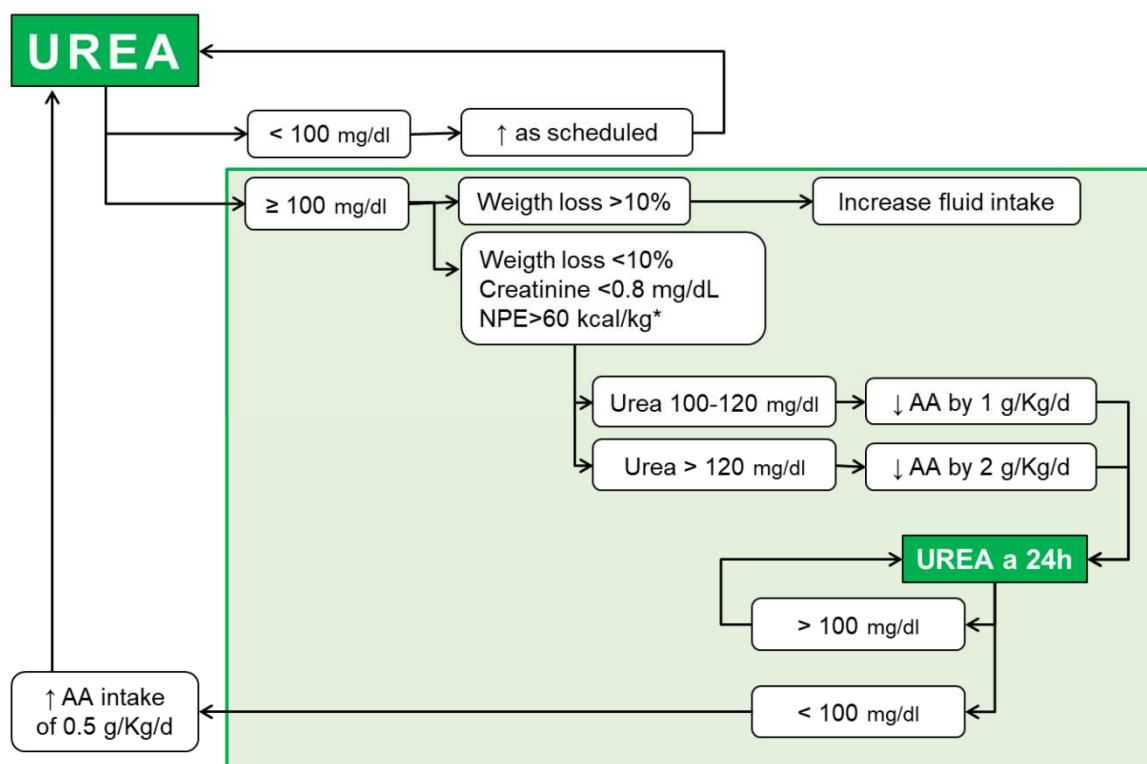 UREA
< 100 mg/dl
↑ as scheduled
≥ 100 mg/dl
Weigth loss >10%
Increase fluid intake
Weigth loss <10%
Creatinine <0.8 mg/dL
NPE>60 kcal/kg*
Urea 100-120 mg/dl
↓ AA by 1 g/Kg/d
Urea > 120 mg/dl
↓ AA by 2 g/Kg/d
UREA a 24h
> 100 mg/dl
↑ AA intake
of 0.5 g/Kg/d
< 100 mg/dl